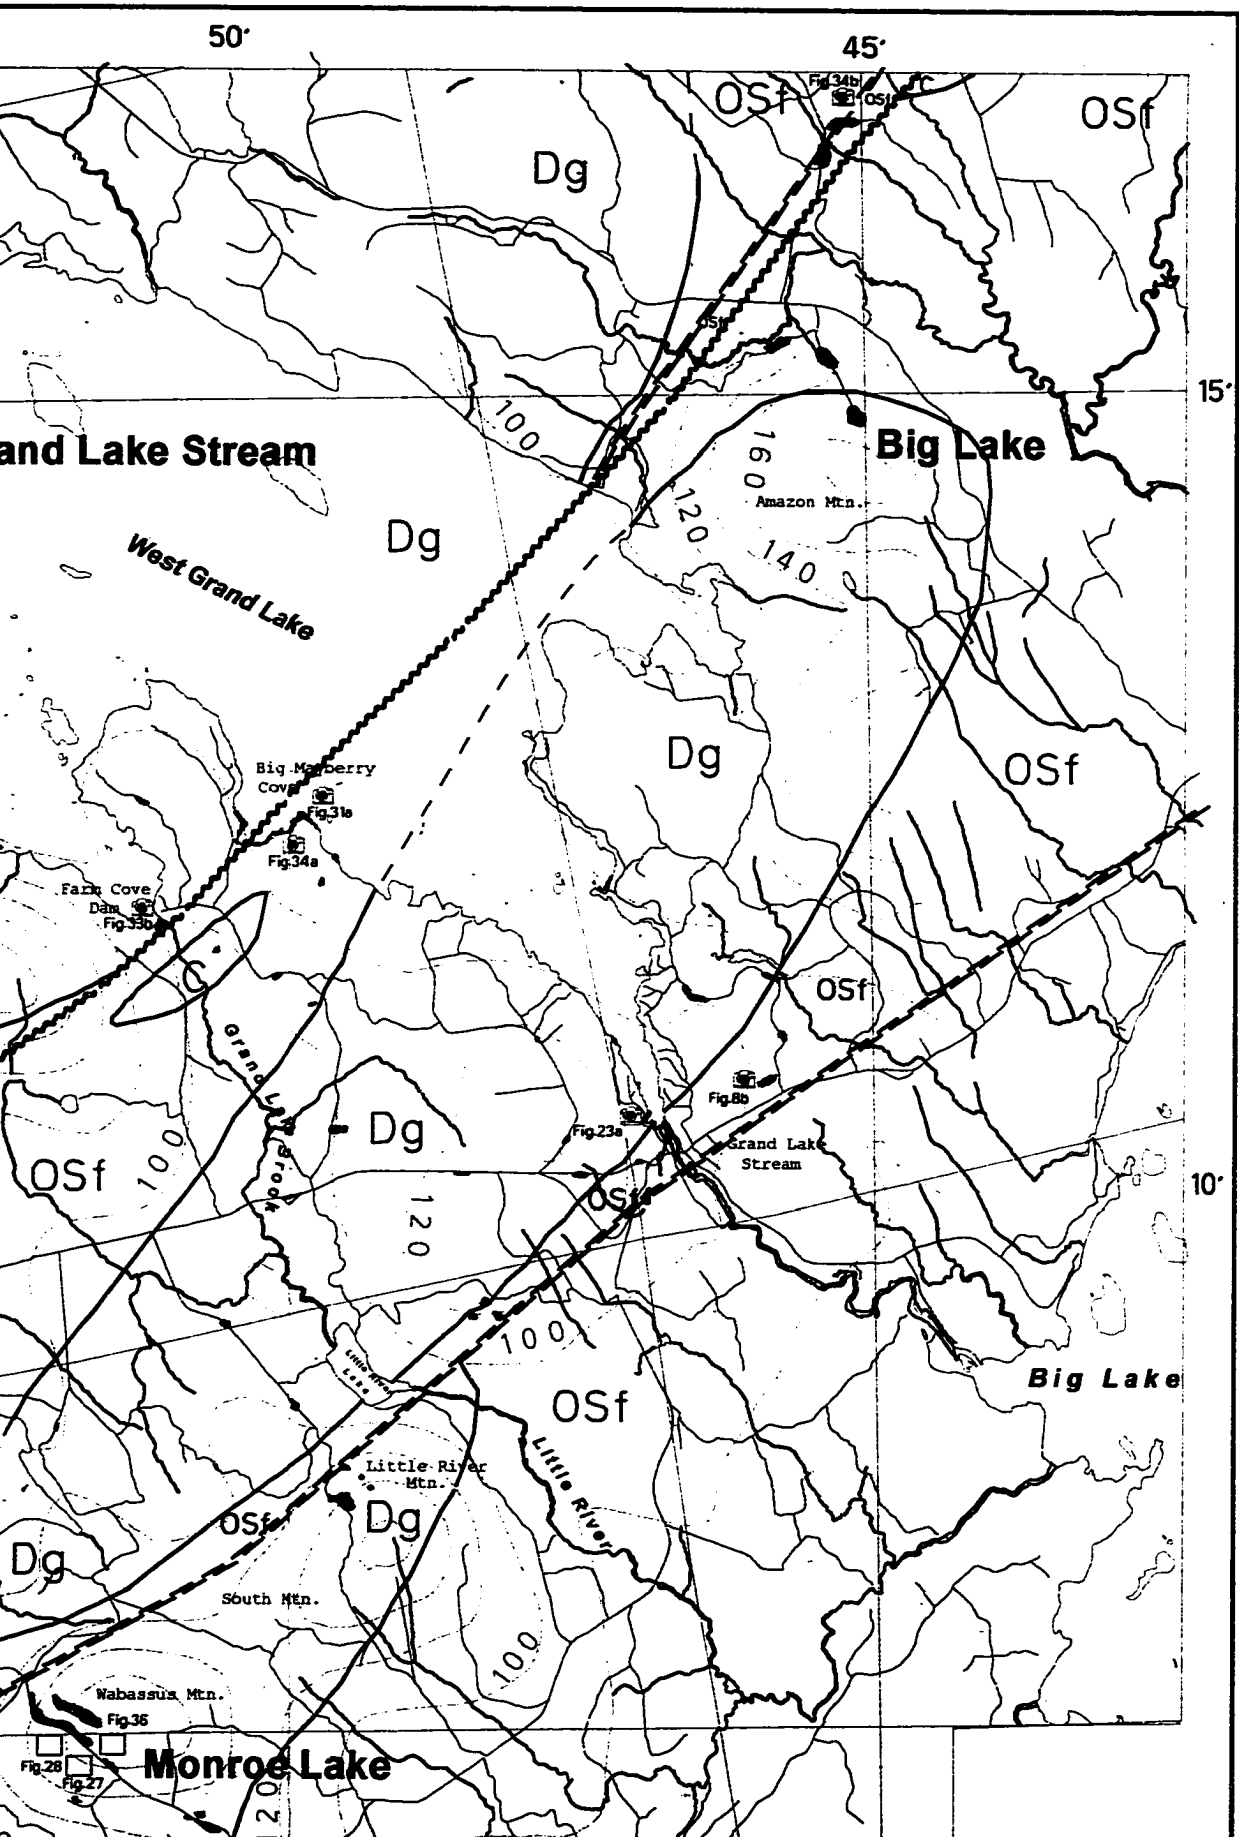 50'
45'
Fig.34b
OSf
OSf
C
OSf
Dg
OSf
15'
100
and Lake Stream
160
Big Lake
Amazon Mtn.
120
Dg
140
West Grand Lake
Dg
OSf
Big Mayberry
Cove
Fig.31a
Fig.34a
Farm Cove
Dam
Fig.33b
C
OSf
Grand Lake Brook
Fig.8b
Dg
Fig.23a
Grand Lake
Stream
100
OSf
10'
OSf
120
100
Little River
Lake
Big Lake
OSf
Little River
Little River
Mtn.
OSf
Dg
Dg
South Mtn.
100
Wabassus Mtn.
Fig.36
Monroe Lake
Fig.28
Fig.27
120